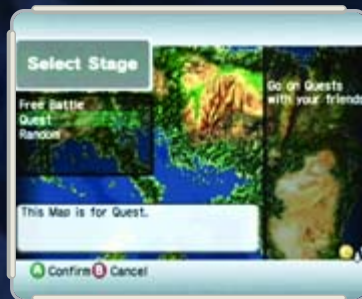 Select Stage
Free Battle
Quest
Random
Go on Quests
with your friends
This Map is for Quest.
A Confirm B Cancel